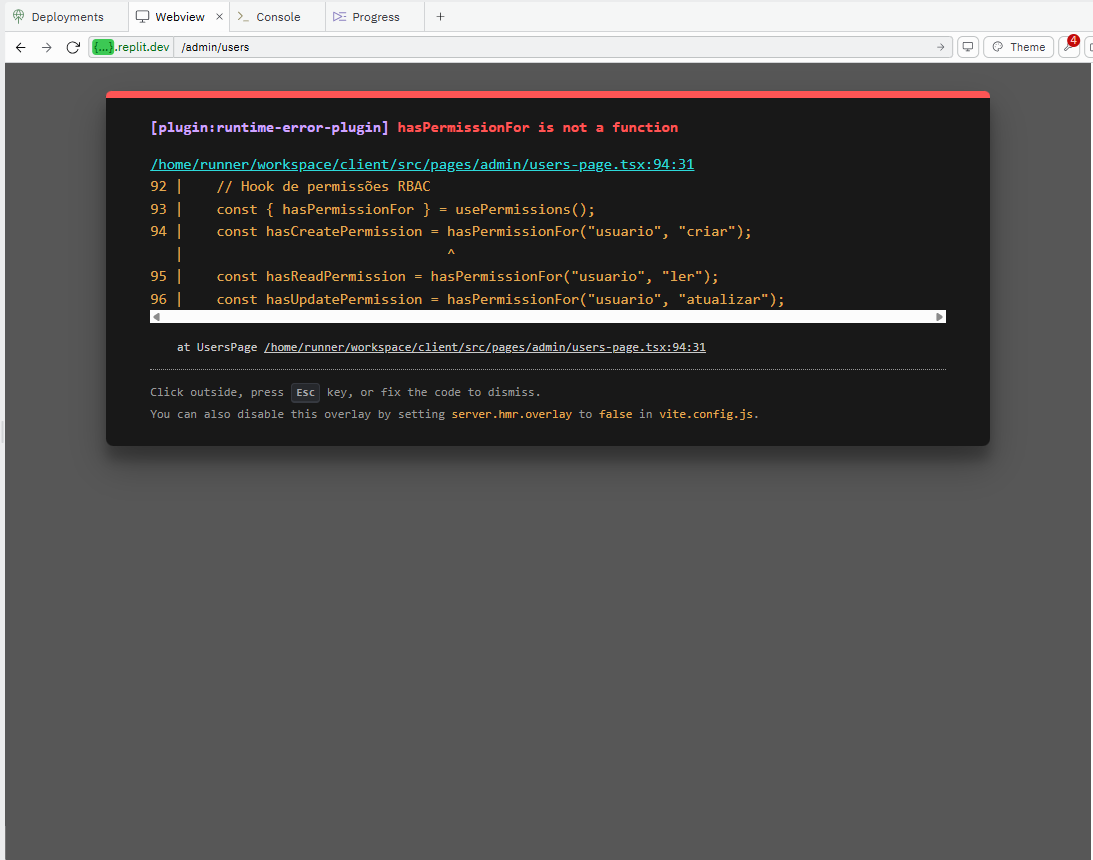 Deployments Webview × Console Progress +
{...}.replit.dev /admin/users Theme 4
[plugin:runtime-error-plugin] hasPermissionFor is not a function
/home/runner/workspace/client/src/pages/admin/users-page.tsx:94:31
92 | // Hook de permissões RBAC
93 | const { hasPermissionFor } = usePermissions();
94 | const hasCreatePermission = hasPermissionFor("usuario", "criar");
| ^
95 | const hasReadPermission = hasPermissionFor("usuario", "ler");
96 | const hasUpdatePermission = hasPermissionFor("usuario", "atualizar");
at UsersPage /home/runner/workspace/client/src/pages/admin/users-page.tsx:94:31
Click outside, press Esc key, or fix the code to dismiss.
You can also disable this overlay by setting server.hmr.overlay to false in vite.config.js.